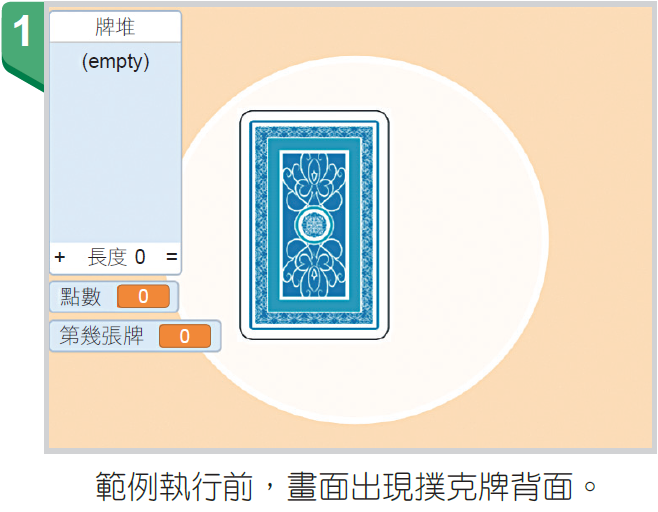 1
牌堆
(empty)
+ 長度 0 =
點數 0
第幾張牌 0
範例執行前，畫面出現撲克牌背面。